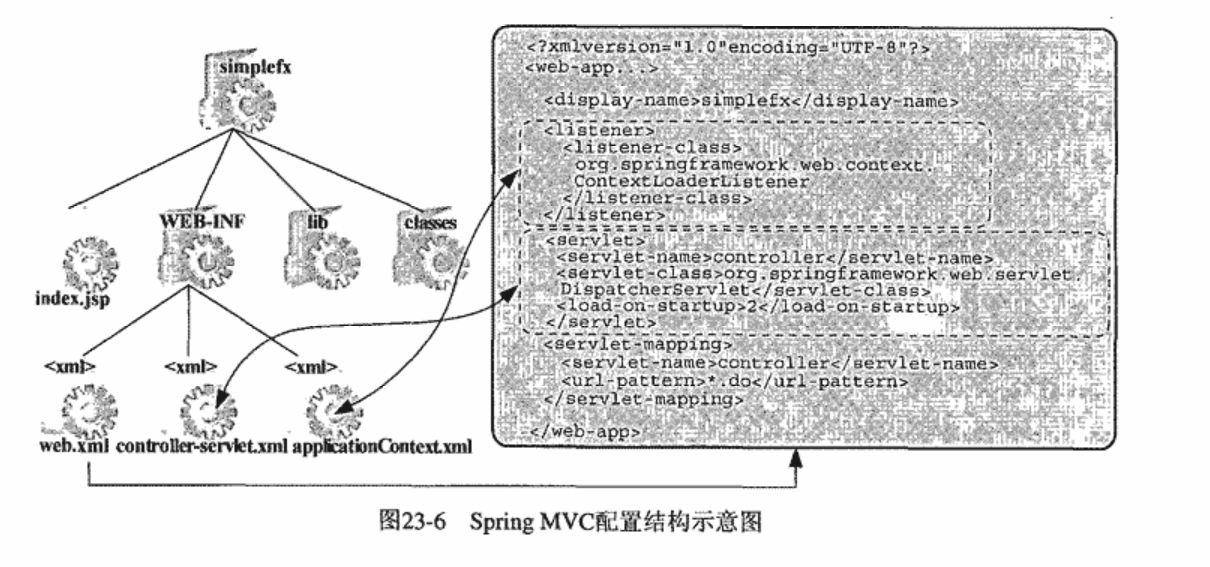 simplefx
WEB-INF
lib
classes
index.jsp
<xml>
<xml>
<xml>
web.xml
controller-servlet.xml
applicationContext.xml
<?xmlversion="1.0"encoding="UTF-8"?>
<web-app...>
<display-name>simplefx</display-name>
<listener>
<listener-class>
org.springframework.web.context.
ContextLoaderListener
</listener-class>
</listener>
<servlet>
<servlet-name>controller</servlet-name>
<servlet-class>org.springframework.web.servlet.
DispatcherServlet</servlet-class>
<load-on-startup>2</load-on-startup>
</servlet>
<servlet-mapping>
<servlet-name>controller</servlet-name>
<url-pattern>*.do</url-pattern>
</servlet-mapping>
</web-app>
图23-6 Spring MVC配置结构示意图